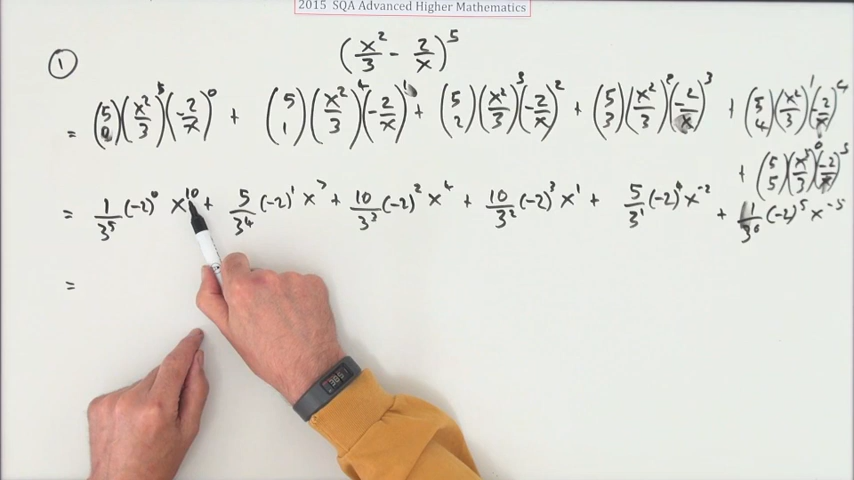 2015 SQA Advanced Higher Mathematics
① (x²/3 - 2/x)⁵
= (5 0)(x²/3)⁵(-2/x)⁰ + (5 1)(x²/3)⁴(-2/x)¹ + (5 2)(x²/3)³(-2/x)² + (5 3)(x²/3)²(-2/x)³ + (5 4)(x²/3)¹(-2/x)⁴
+ (5 5)(x²/3)⁰(-2/x)⁵
= 1/3⁵ (-2)⁰ x¹⁰ + 5/3⁴ (-2)¹ x⁷ + 10/3³ (-2)² x⁴ + 10/3² (-2)³ x¹ + 5/3¹ (-2)⁴ x⁻² + 1/3⁰ (-2)⁵ x⁻⁵
=